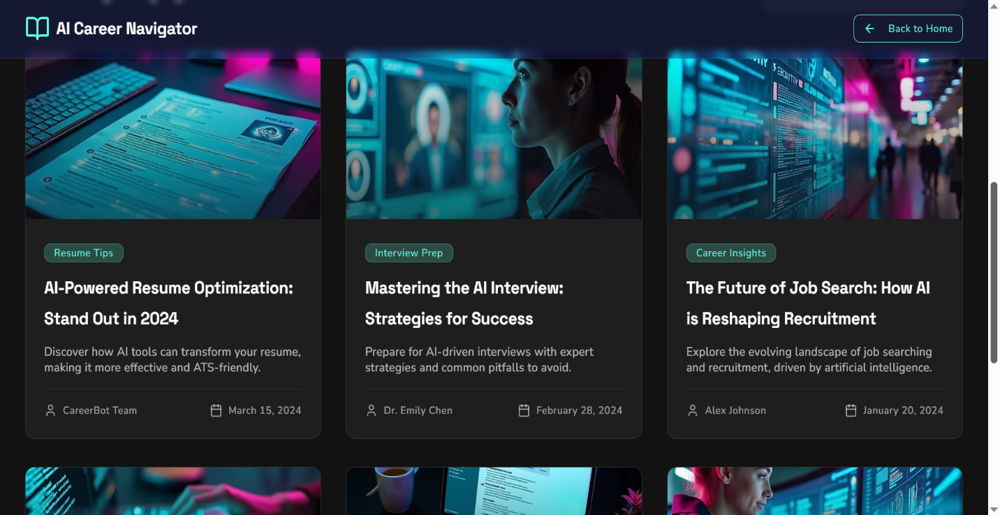 AI Career Navigator
Back to Home
Resume Tips
AI-Powered Resume Optimization:
Stand Out in 2024
Discover how AI tools can transform your resume,
making it more effective and ATS-friendly.
CareerBot Team
March 15, 2024
Interview Prep
Mastering the AI Interview:
Strategies for Success
Prepare for AI-driven interviews with expert
strategies and common pitfalls to avoid.
Dr. Emily Chen
February 28, 2024
Career Insights
The Future of Job Search: How AI
is Reshaping Recruitment
Explore the evolving landscape of job searching
and recruitment, driven by artificial intelligence.
Alex Johnson
January 20, 2024